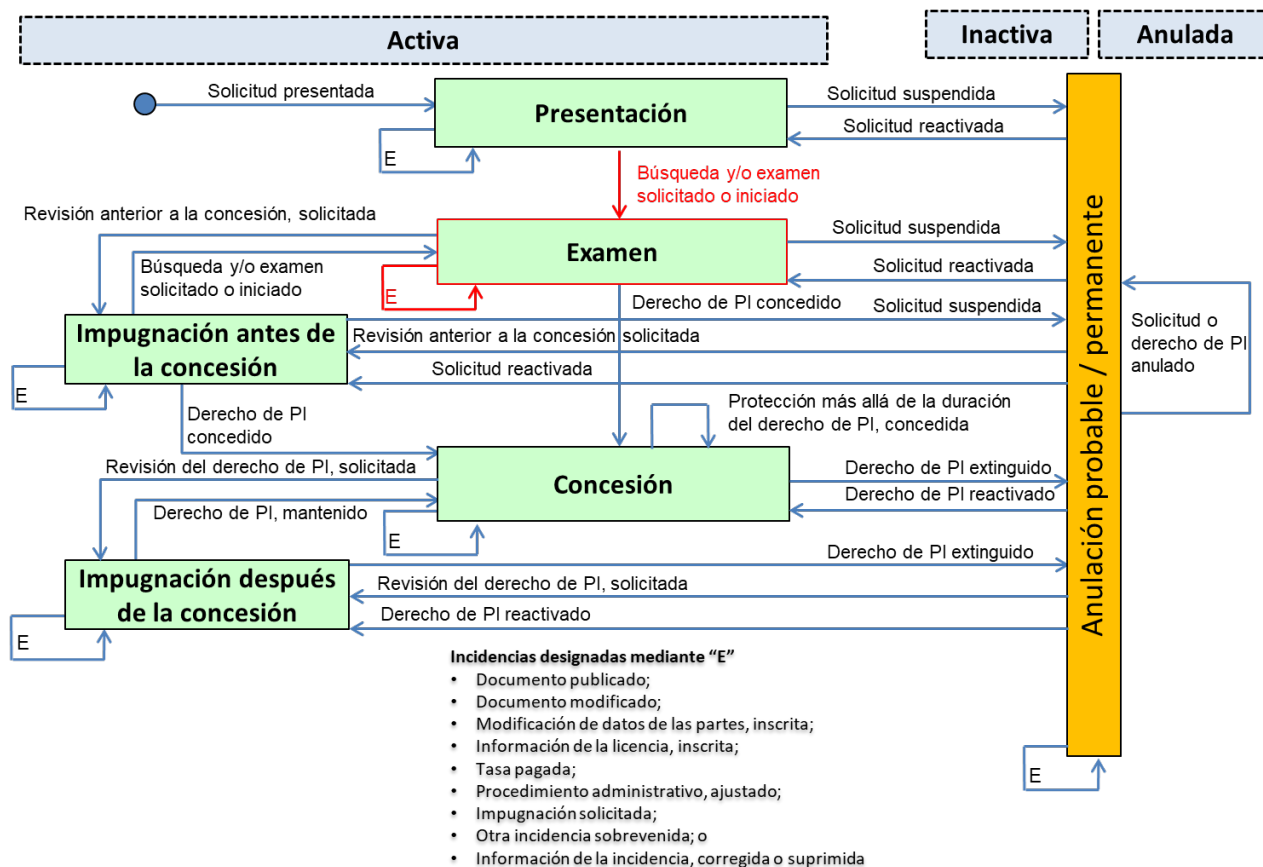 Activa
Inactiva
Anulada
Solicitud presentada
Presentación
Solicitud suspendida
Solicitud reactivada
E
Búsqueda y/o examen
solicitado o iniciado
Revisión anterior a la concesión, solicitada
Examen
Solicitud suspendida
Solicitud reactivada
Búsqueda y/o examen
solicitado o iniciado
E
Derecho de PI concedido
Solicitud suspendida
Impugnación antes de
la concesión
Revisión anterior a la concesión solicitada
Solicitud reactivada
E
Solicitud o
derecho de PI
anulado
Anulación probable / permanente
Derecho de PI
concedido
Protección más allá de la duración
del derecho de PI, concedida
Revisión del derecho de PI, solicitada
Concesión
Derecho de PI extinguido
Derecho de PI reactivado
Derecho de PI, mantenido
E
Derecho de PI extinguido
Impugnación después
de la concesión
Revisión del derecho de PI, solicitada
Derecho de PI reactivado
E
Incidencias designadas mediante “E”
• Documento publicado;
• Documento modificado;
• Modificación de datos de las partes, inscrita;
• Información de la licencia, inscrita;
• Tasa pagada;
• Procedimiento administrativo, ajustado;
• Impugnación solicitada;
• Otra incidencia sobrevenida; o
• Información de la incidencia, corregida o suprimida
E